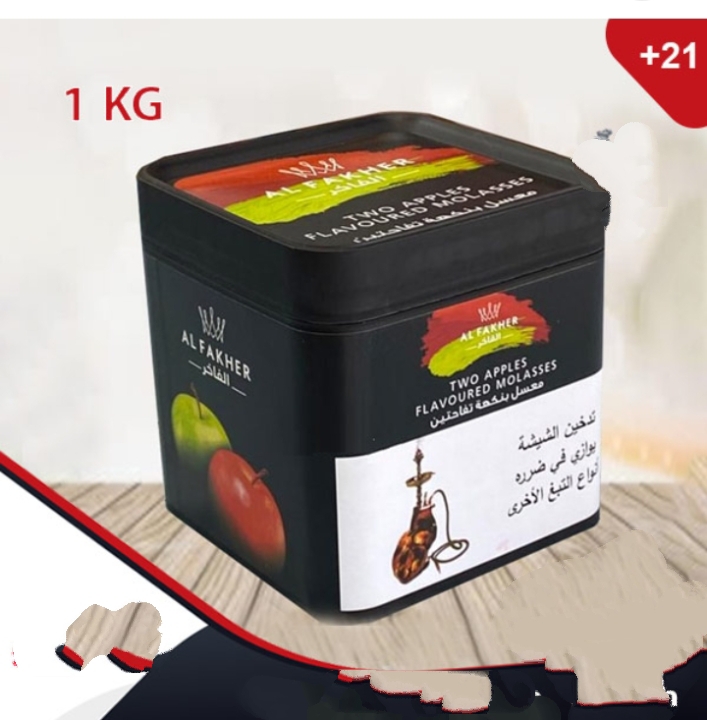 +21
1 KG
AL FAKHER
الفاخر
TWO APPLES
FLAVOURED MOLASSES
معسل بنكهة تفاحتين
AL FAKHER
الفاخر
AL FAKHER
الفاخر
TWO APPLES
FLAVOURED MOLASSES
معسل بنكهة تفاحتين
تدخين الشيشة
يوازي في ضرره
أنواع التبغ الأخرى